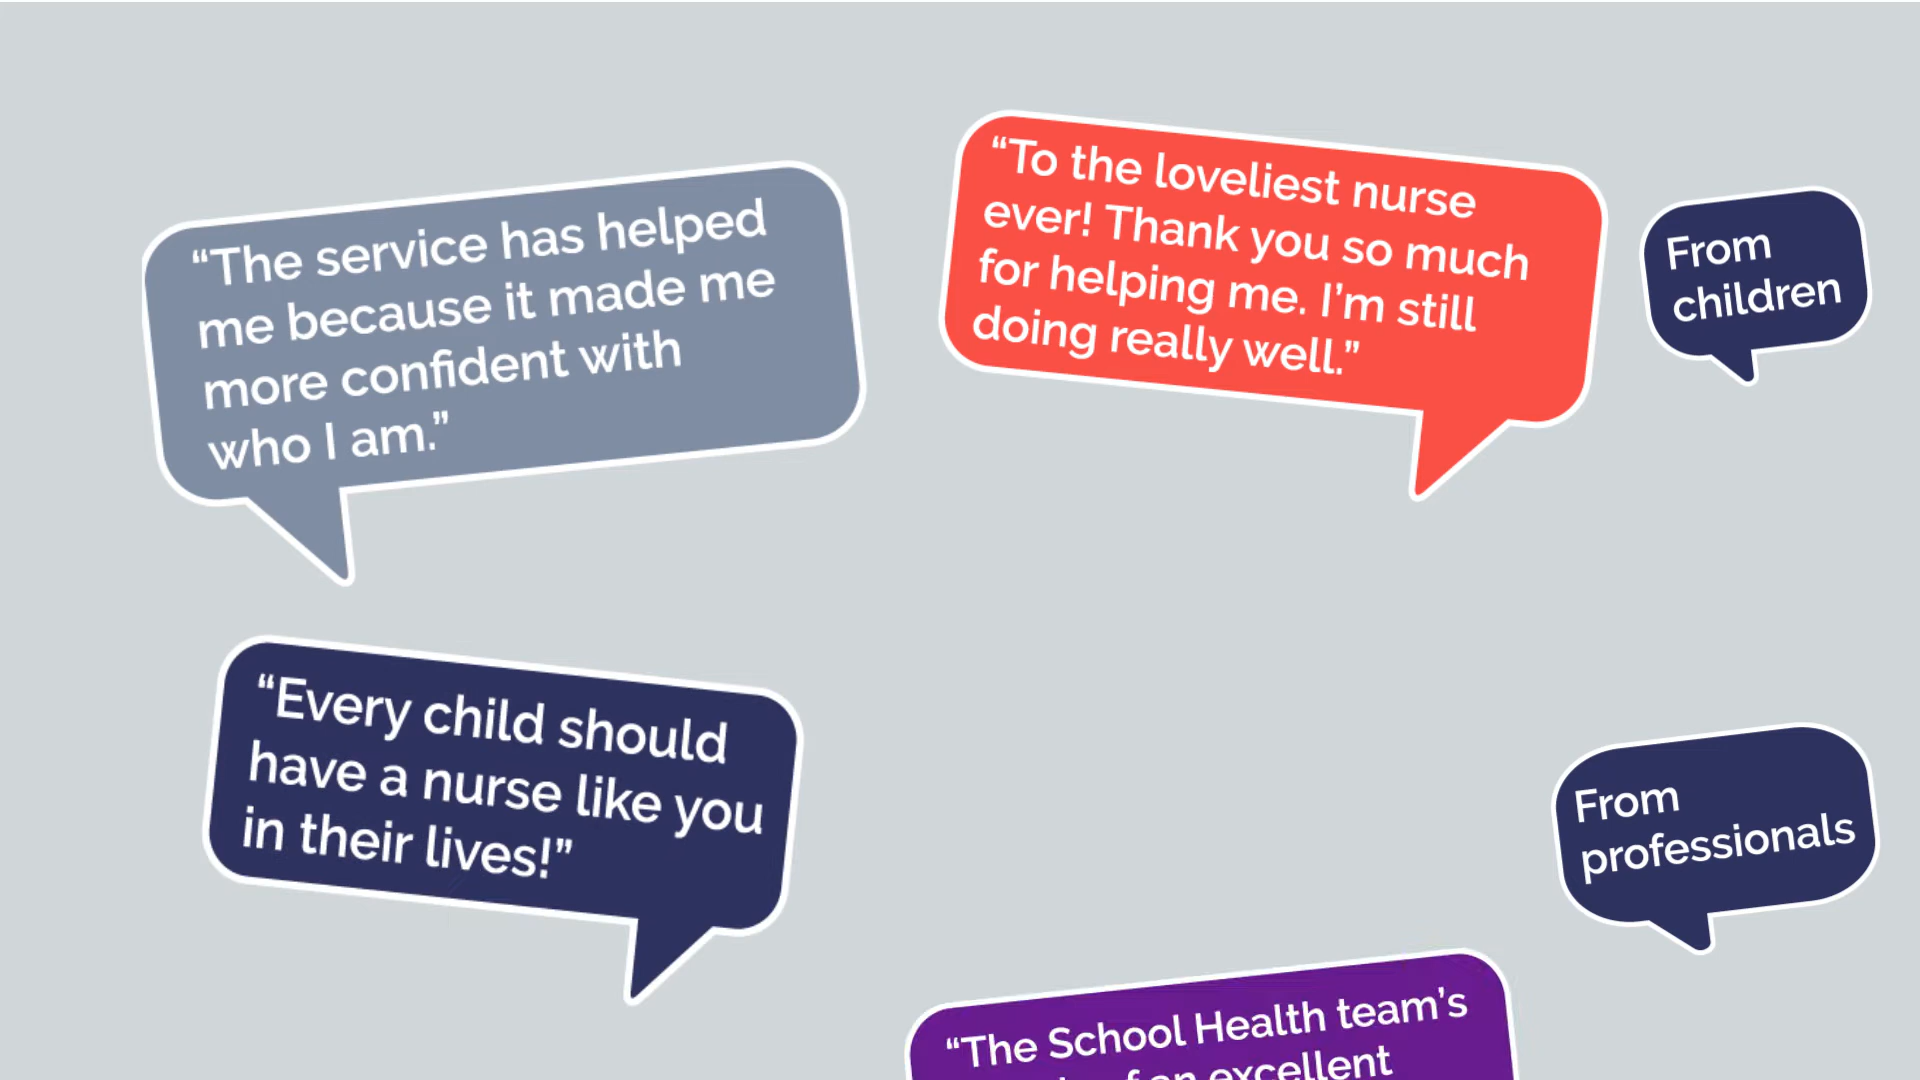 “The service has helped
me because it made me
more confident with
who I am.”
“To the loveliest nurse
ever! Thank you so much
for helping me. I’m still
doing really well.”
From
children
“Every child should
have a nurse like you
in their lives!”
From
professionals
“The School Health team’s
an excellent